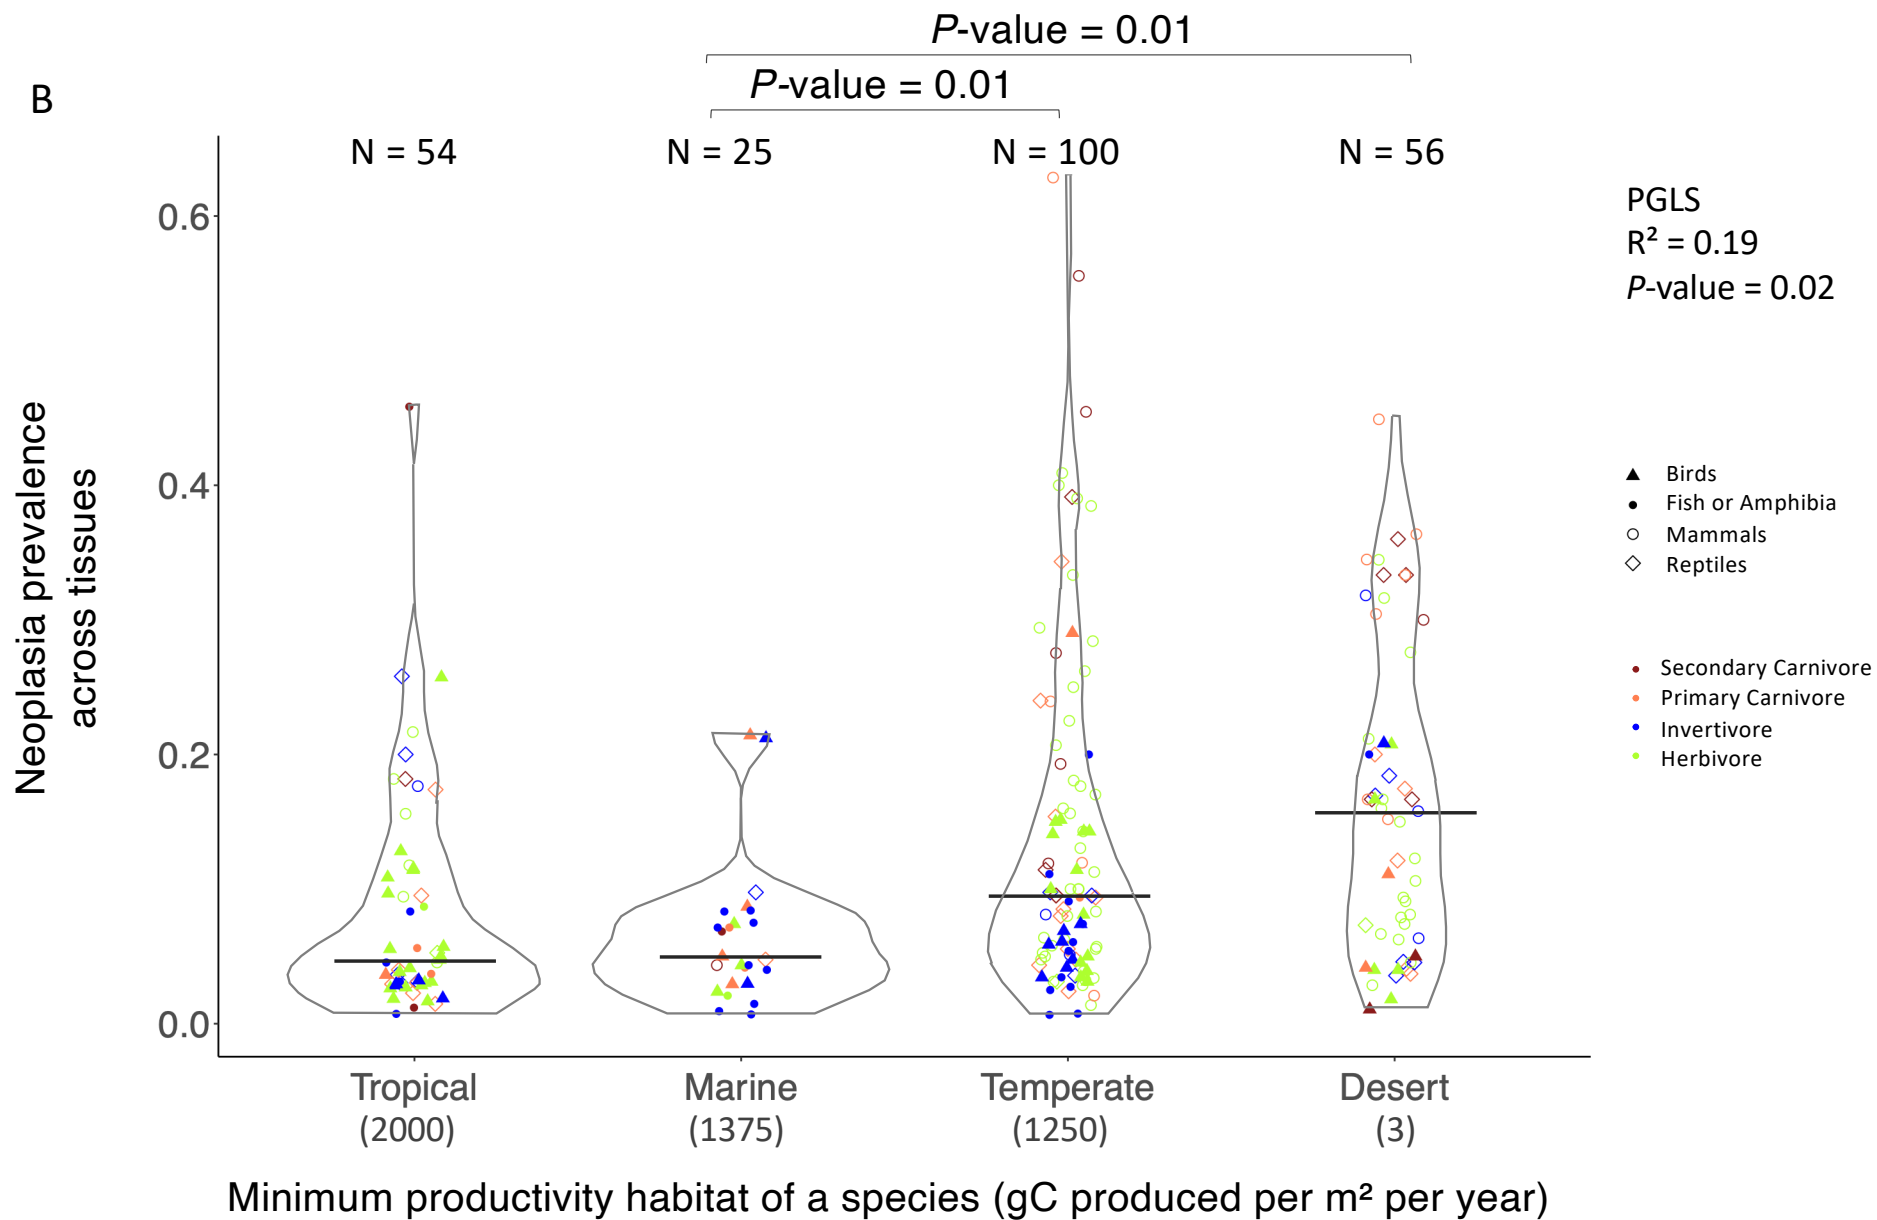 P-value = 0.01
P-value = 0.01
B
N = 54
N = 25
N = 100
N = 56
PGLS
R² = 0.19
P-value = 0.02
0.6
0.4
0.2
0.0
Neoplasia prevalence
across tissues
Birds
Fish or Amphibia
Mammals
Reptiles
Secondary Carnivore
Primary Carnivore
Invertivore
Herbivore
Tropical
(2000)
Marine
(1375)
Temperate
(1250)
Desert
(3)
Minimum productivity habitat of a species (gC produced per m² per year)